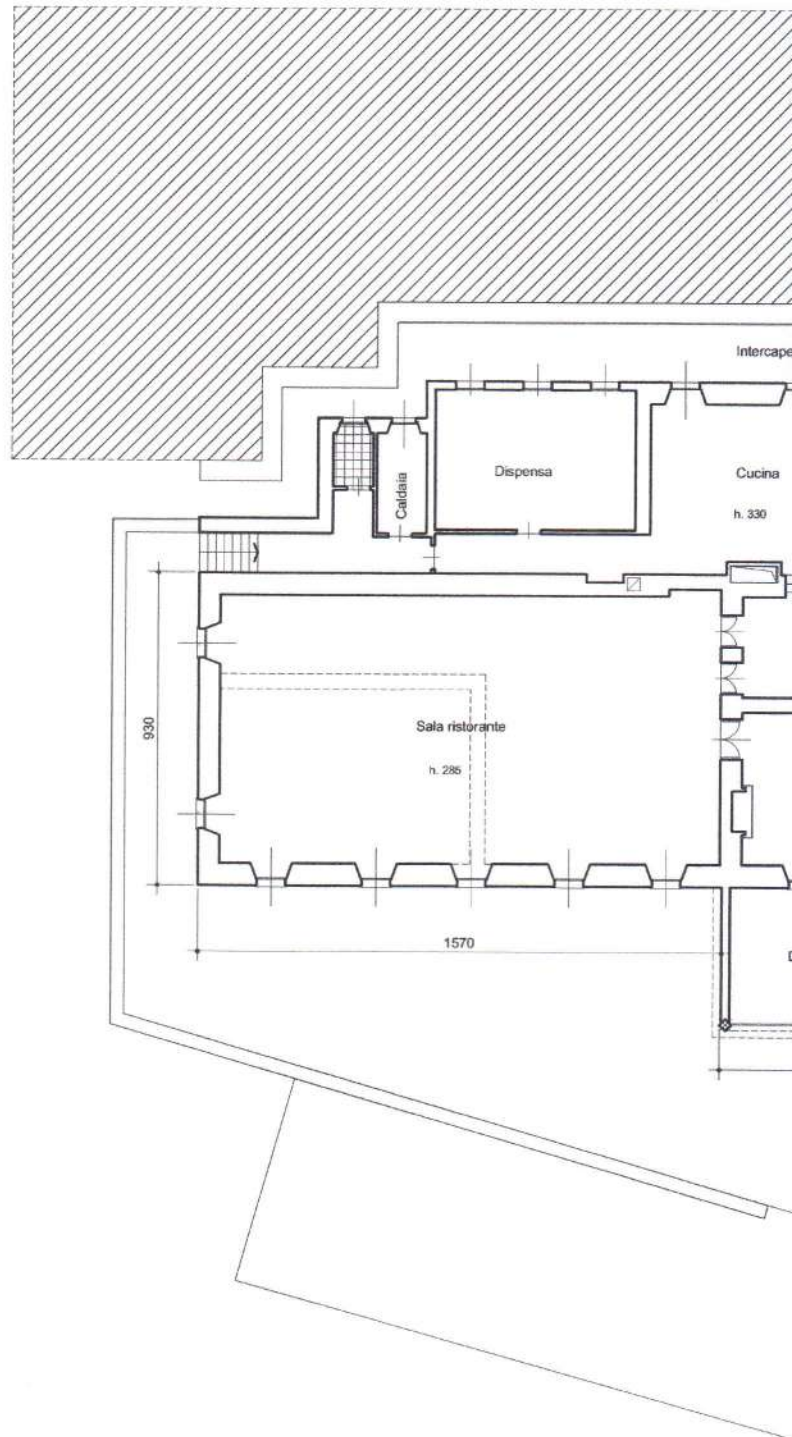 Intercape
Dispensa
Cucina
Caldaia
h. 330
Sala ristorante
930
h. 285
1570
D